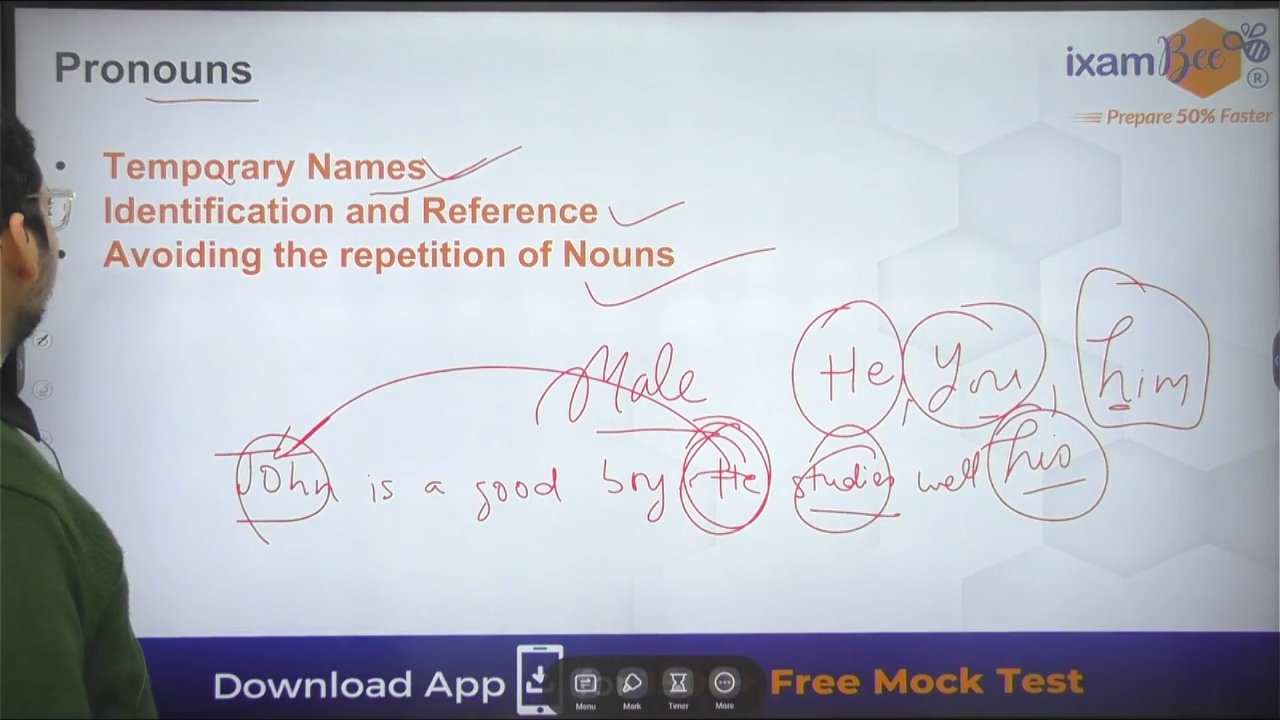 Pronouns
ixamBee
®
Prepare 50% Faster
• Temporary Names
Identification and Reference
• Avoiding the repetition of Nouns
Male
He, You, him
John is a good boy He studies well his
Download App
Free Mock Test
Menu Mark Timer More